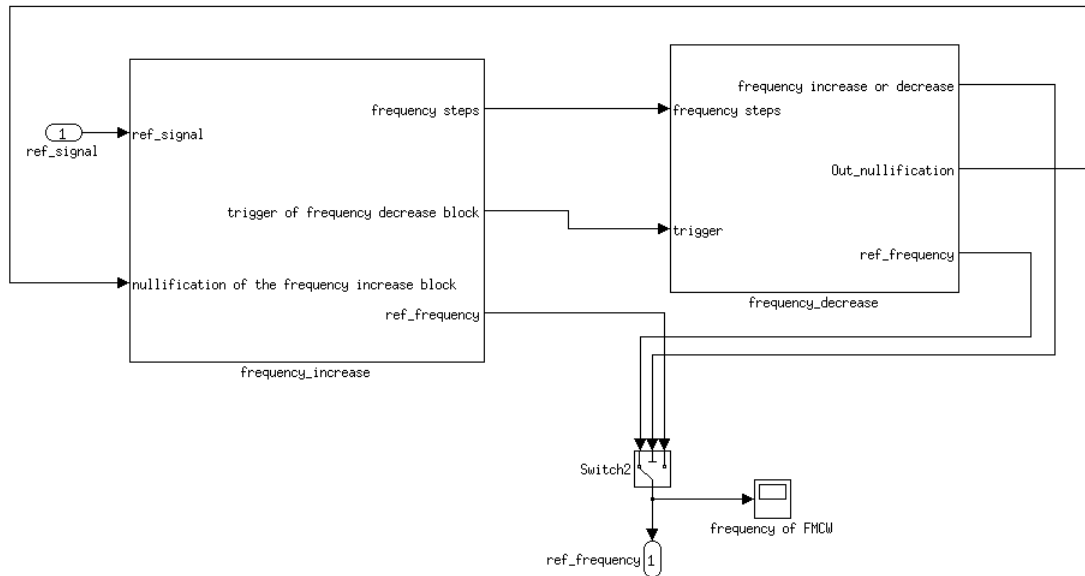 frequency increase or decrease
frequency steps
frequency steps
1
ref_signal
ref_signal
Out_nullification
trigger of frequency decrease block
trigger
ref_frequency
nullification of the frequency increase block
frequency_decrease
ref_frequency
frequency_increase
Switch2
frequency of FMCW
ref_frequency
1